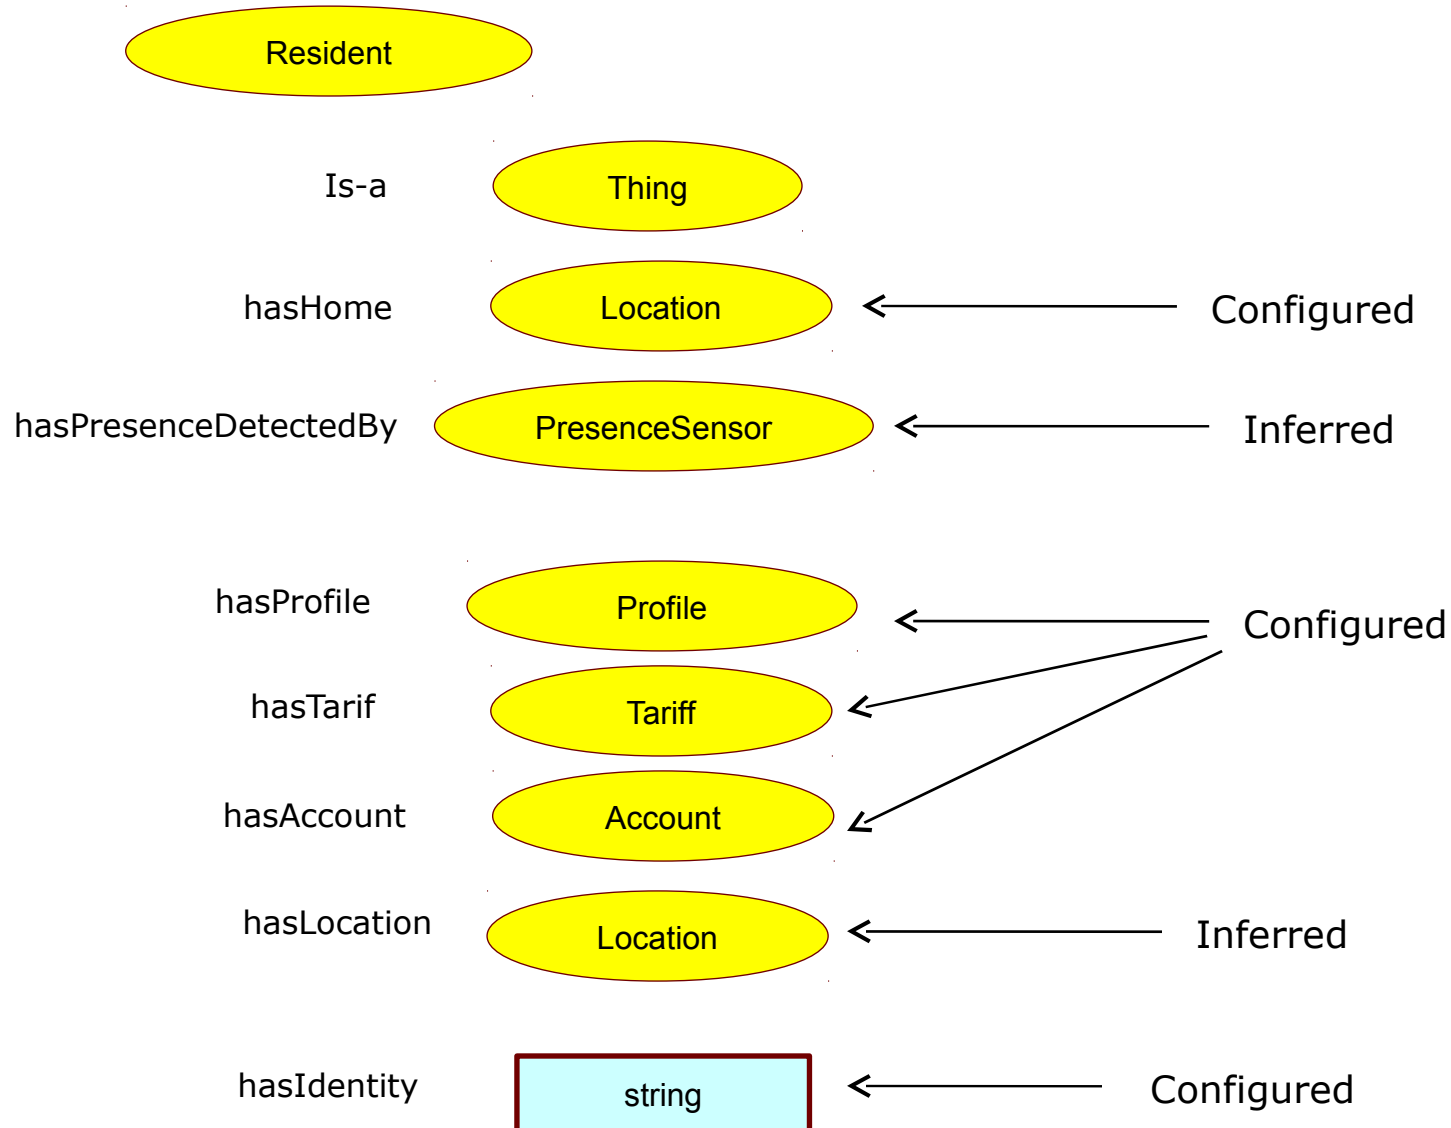 Resident
Is-a Thing
hasHome Location Configured
hasPresenceDetectedBy PresenceSensor Inferred
hasProfile Profile Configured
hasTarif Tariff
hasAccount Account
hasLocation Location Inferred
hasIdentity string Configured